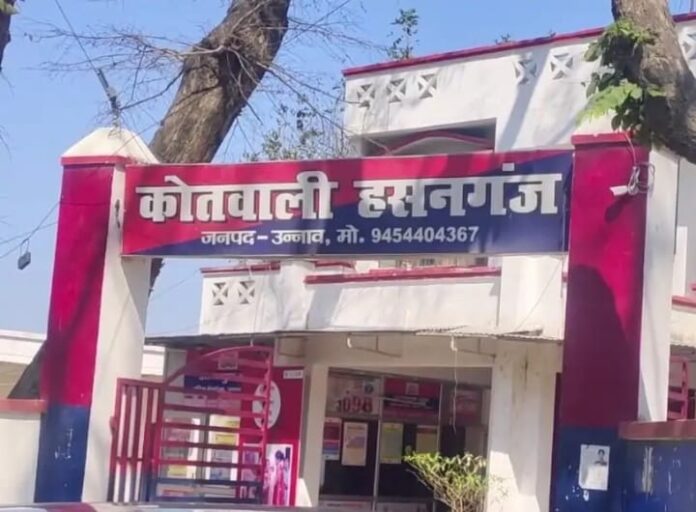 कोतवाली हसनगंज
जनपद - उन्नाव, मो. 9454404367
1098